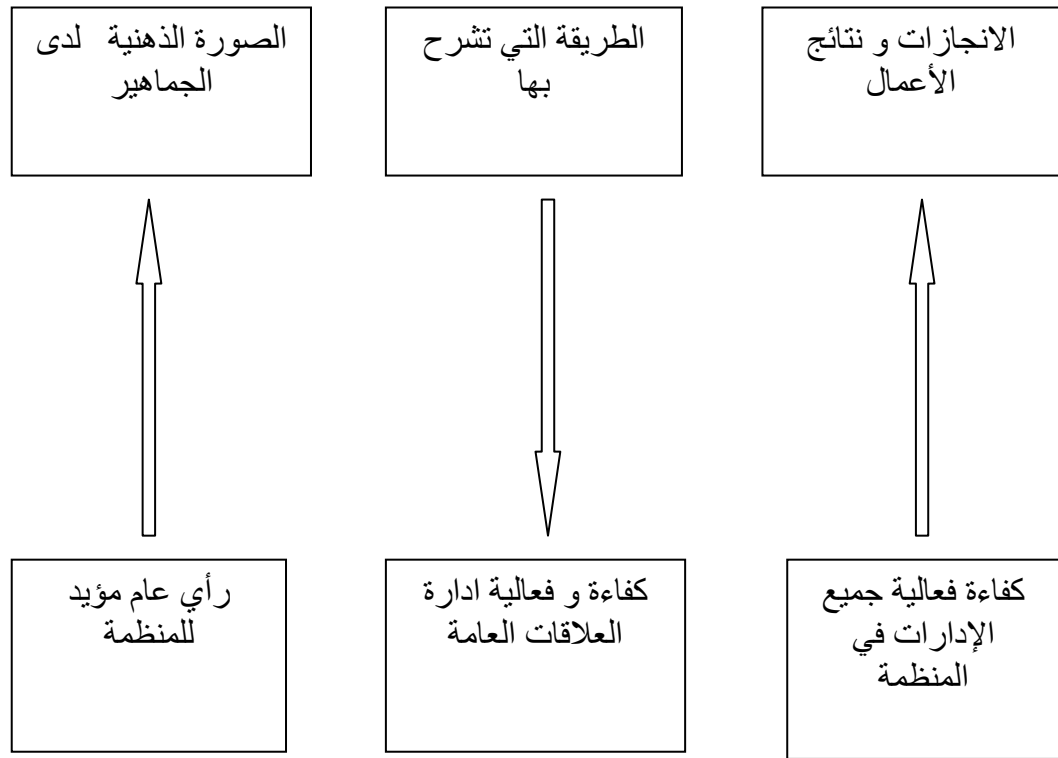 الانجازات و نتائج
الأعمال
الطريقة التي تشرح
بها
الصورة الذهنية لدى
الجماهير
كفاءة فعالية جميع
الإدارات في
المنظمة
كفاءة و فعالية ادارة
العلاقات العامة
رأي عام مؤيد
للمنظمة